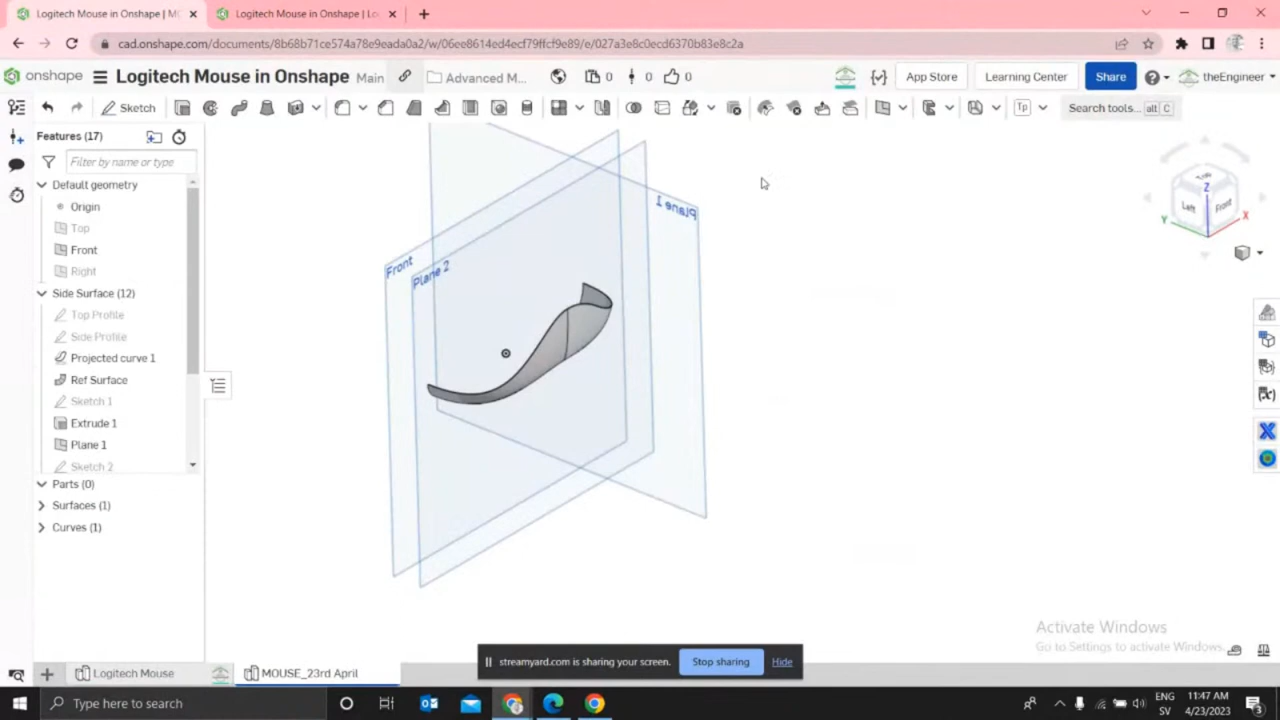 Logitech Mouse in Onshape | MO
Logitech Mouse in Onshape | Lo
cad.onshape.com/documents/8b68b71ce574a78e9eada0a2/w/06ee8614ed4ecf79ffcf9e89/e/027a3e8c0ecd6370b83e8c2a
onshape
Logitech Mouse in Onshape
Main
Advanced M...
0
0
0
App Store
Learning Center
Share
theEngineer
Sketch
Tp
Search tools...
alt C
Features (17)
Filter by name or type
Default geometry
Origin
Top
Front
Right
Side Surface (12)
Top Profile
Side Profile
Projected curve 1
Ref Surface
Sketch 1
Extrude 1
Plane 1
Sketch 2
Parts (0)
Surfaces (1)
Curves (1)
Plane 1
Front
Plane 2
Top
Z
Left
Front
Y
X
Activate Windows
Go to Settings to activate Windows.
streamyard.com is sharing your screen.
Stop sharing
Hide
Logitech Mouse
MOUSE_23rd April
Type here to search
ENG
SV
11:47 AM
4/23/2023
3